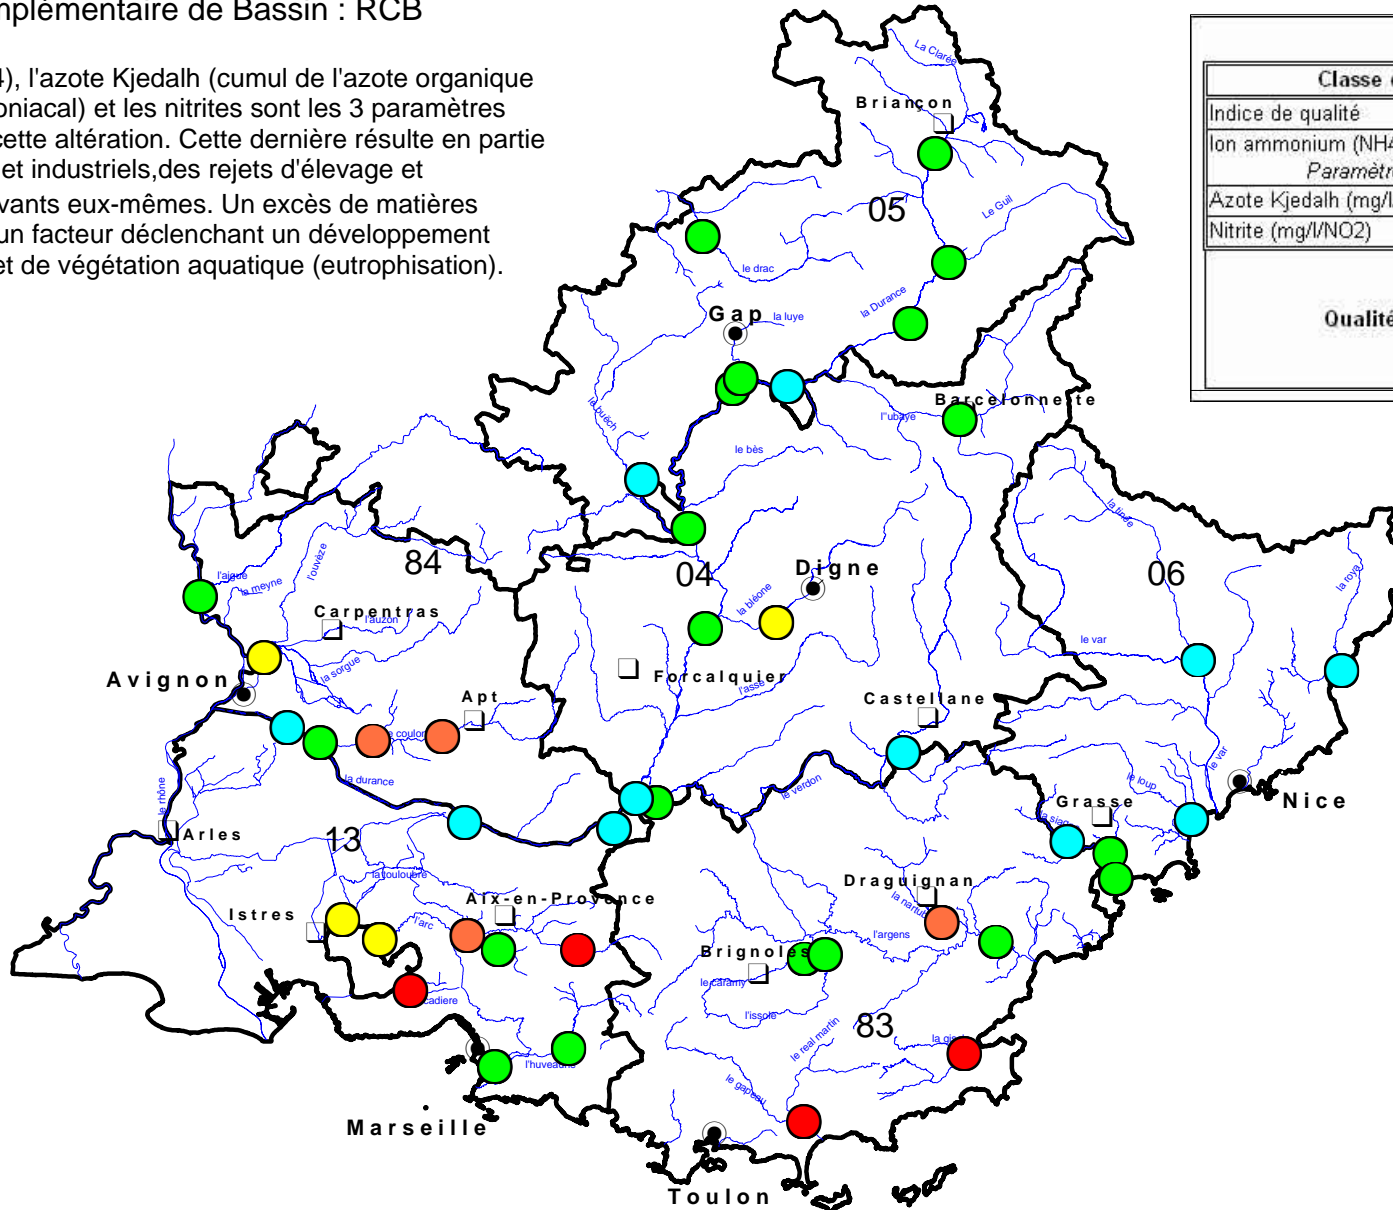 mplémentaire de Bassin : RCB
4), l'azote Kjedalh (cumul de l'azote organique
oniacal) et les nitrites sont les 3 paramètres
cette altération. Cette dernière résulte en partie
et industriels,des rejets d'élevage et
vants eux-mêmes. Un excès de matières
un facteur déclenchant un développement
et de végétation aquatique (eutrophisation).
Classe
Indice de qualité
Ion ammonium (NH4
Paramètr
Azote Kjedalh (mg/l
Nitrite (mg/l/NO2)
Qualité
La Clarée
Briançon
05
Le Guil
le drac
la Durance
Gap
la luye
Barcelonnette
l"ubaye
le buëch
le bès
la tinée
84
l'ouvèze
04
Digne
06
la roya
l'aigue
la meyne
Carpentras
l'auzon
la bléone
le var
la sorgue
Avignon
Forcalquier
l'asse
Apt
Castellane
coulon
la durance
le verdon
le var
le loup
Nice
le rhône
Grasse
la siag
Arles
13
la touloubre
Draguignan
Aix-en-Provence
la nartub
Istres
l'arc
l'argens
Brignoles
le caramy
cadiere
l'issole
83
le real martin
la gis
l'huveaune
le gapeau
Marseille
Toulon